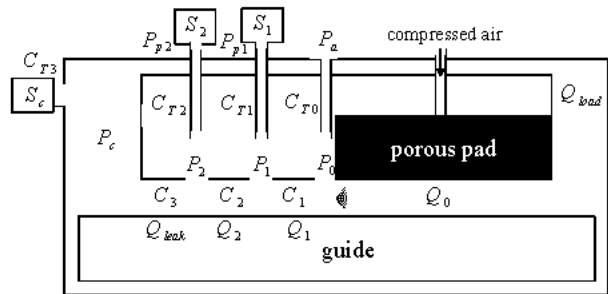 S2 S1
Pp2 Pp1 Pa compressed air
CT3
Sc CT2 CT1 CT0 Qload
Pc porous pad
P2 P1 P0
C3 C2 C1 Q0
Qleak Q2 Q1
guide